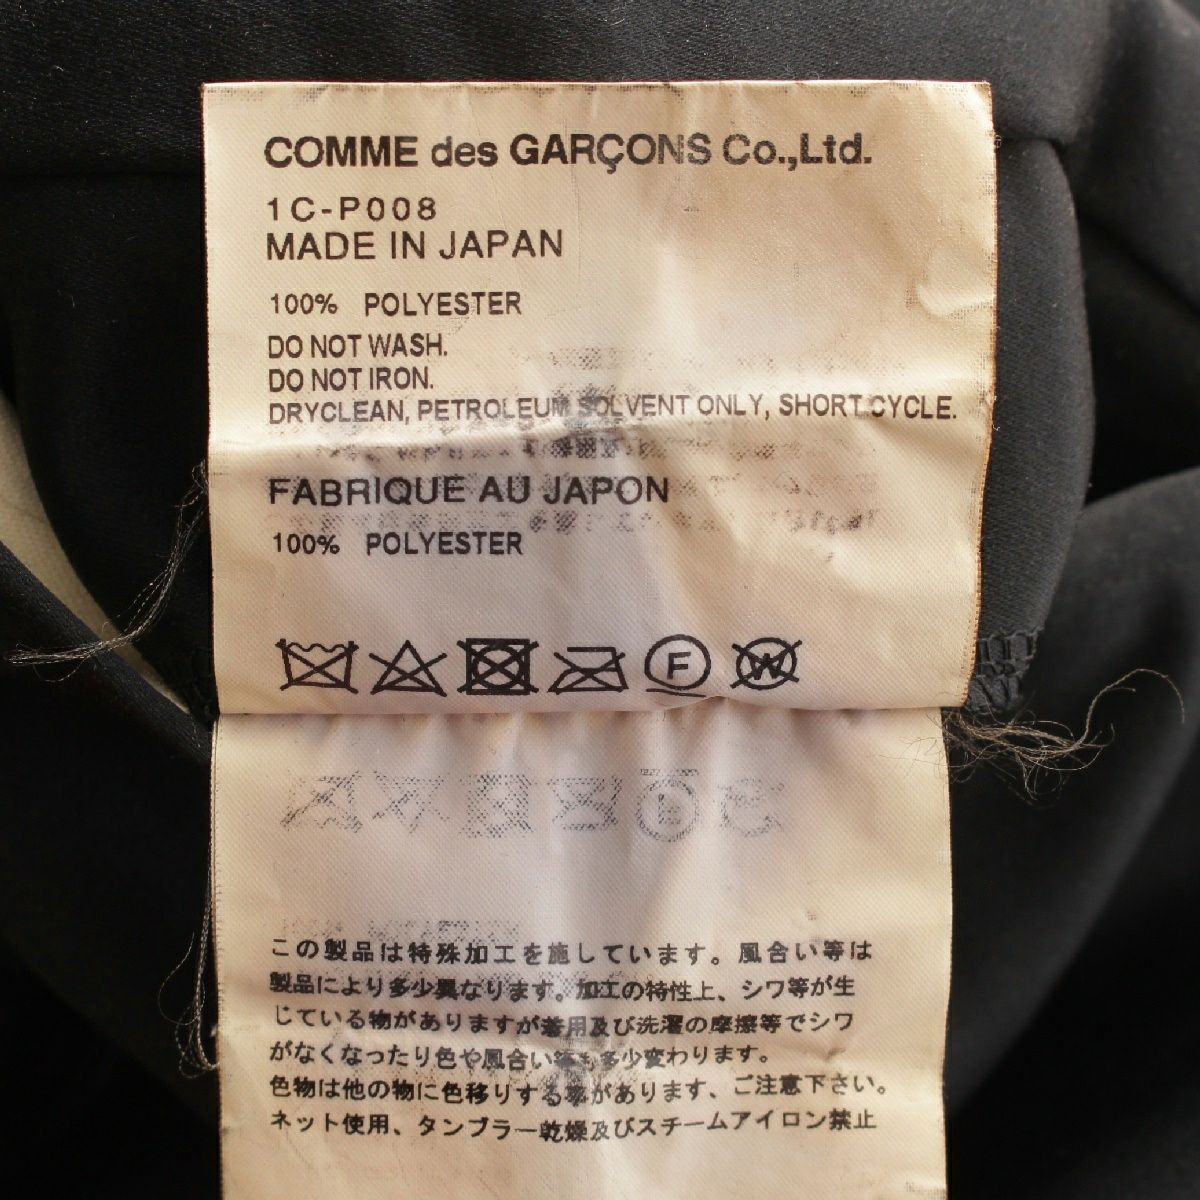 COMME des GARÇONS Co.,Ltd.
1C-P008
MADE IN JAPAN
100% POLYESTER
DO NOT WASH.
DO NOT IRON.
DRYCLEAN, PETROLEUM SOLVENT ONLY, SHORT CYCLE.
FABRIQUE AU JAPON
100% POLYESTER
F W
この製品は特殊加工を施しています。風合い等は
製品により多少異なります。加工の特性上、シワ等が生
じている物がありますが着用及び洗濯の摩擦等でシワ
がなくなったり色や風合い等も多少変わります。
色物は他の物に色移りする事があります、ご注意下さい。
ネット使用、タンブラー乾燥及びスチームアイロン禁止